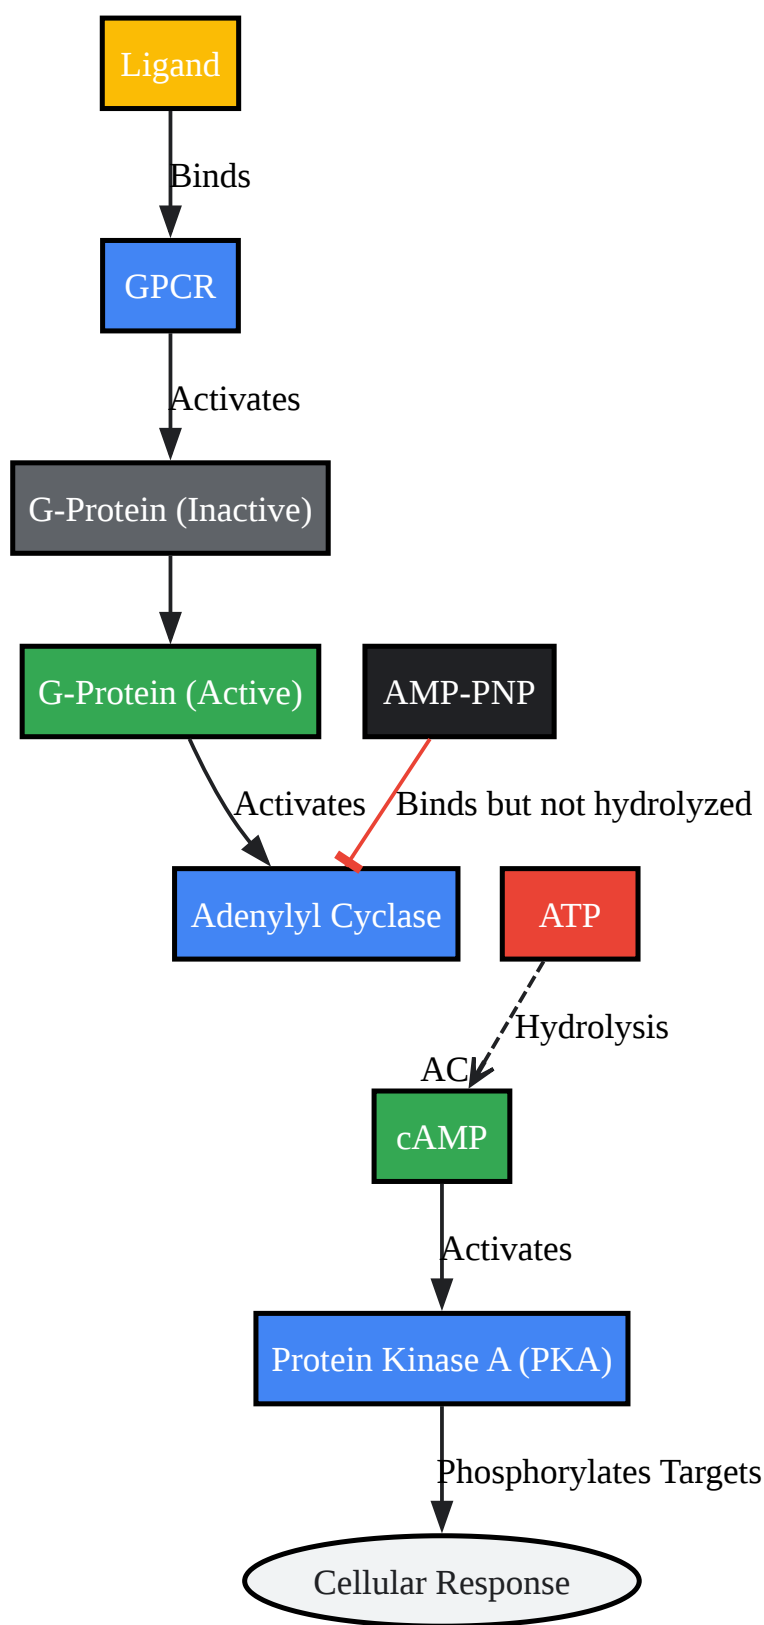 Ligand
Binds
GPCR
Activates
G-Protein (Inactive)
G-Protein (Active)
AMP-PNP
Activates
Binds but not hydrolyzed
Adenylyl Cyclase
ATP
Hydrolysis
AC
cAMP
Activates
Protein Kinase A (PKA)
Phosphorylates Targets
Cellular Response